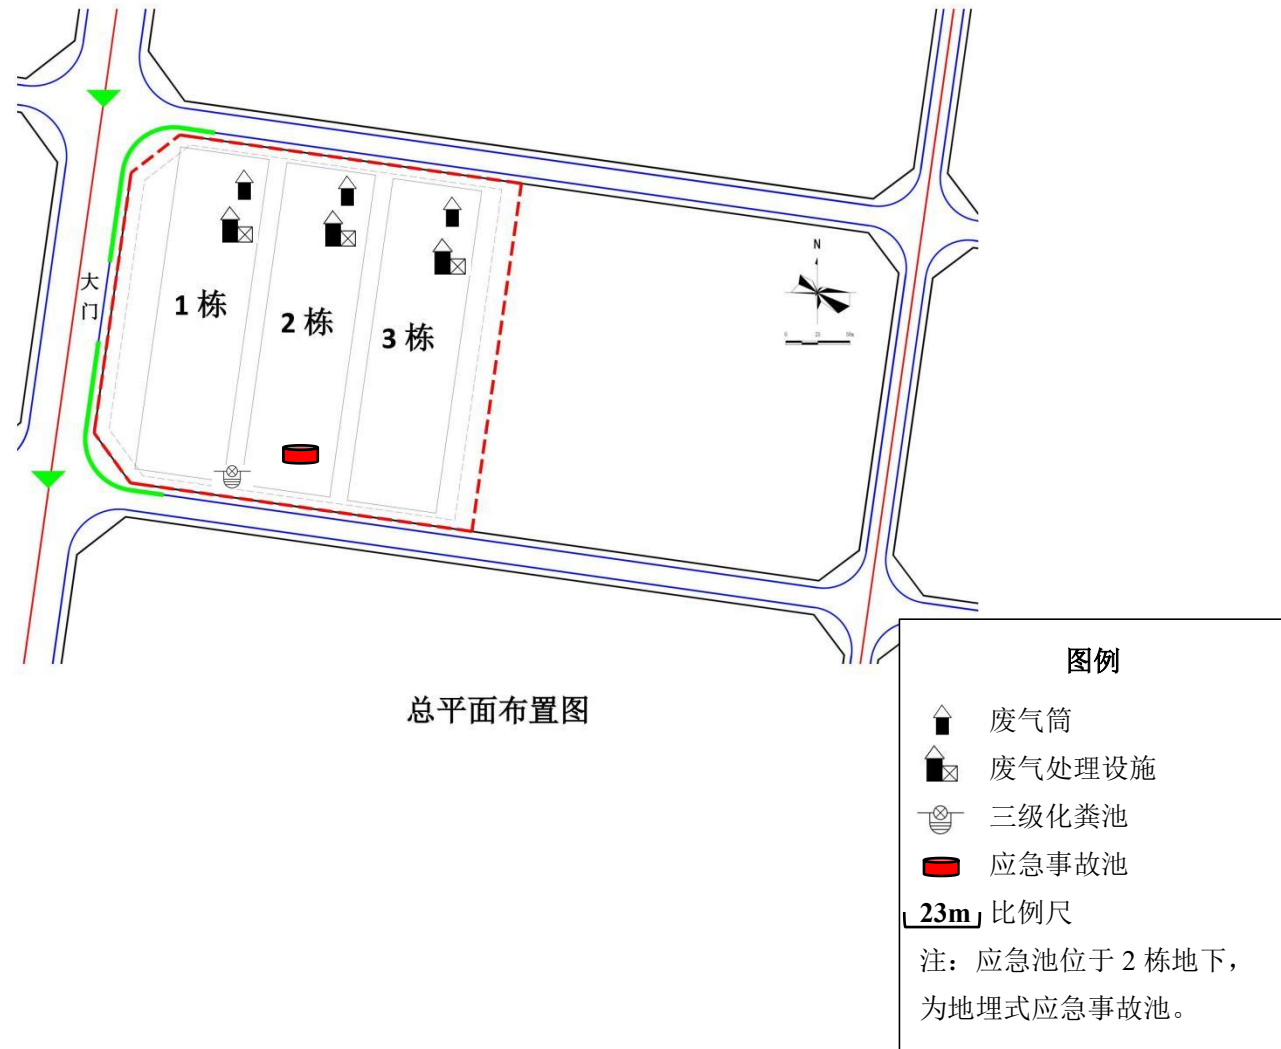 N
大
门
1 栋
2 栋
3 栋
总平面布置图
图例
废气筒
废气处理设施
三级化粪池
应急事故池
23m 比例尺
注：应急池位于 2 栋地下，
为地埋式应急事故池。